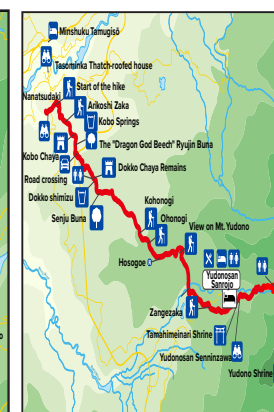 Minshuku Tamugisō
Tasominka Thatch-roofed house
Start of the hike
Nanatsudaki
Arikoshi Zaka
Kobo Springs
The "Dragon God Beech" Ryujin Buna
Kobo Chaya
Dokko Chaya Remains
Road crossing
Dokko shimizu
Senju Buna
Kohonogi
Ohonogi
View on Mt. Yudono
Hosogoe
Yudonosan
Sanrojo
Zangezaka
Tamahimeinari Shrine
Yudonosan Senninzawa
Yudono Shrine